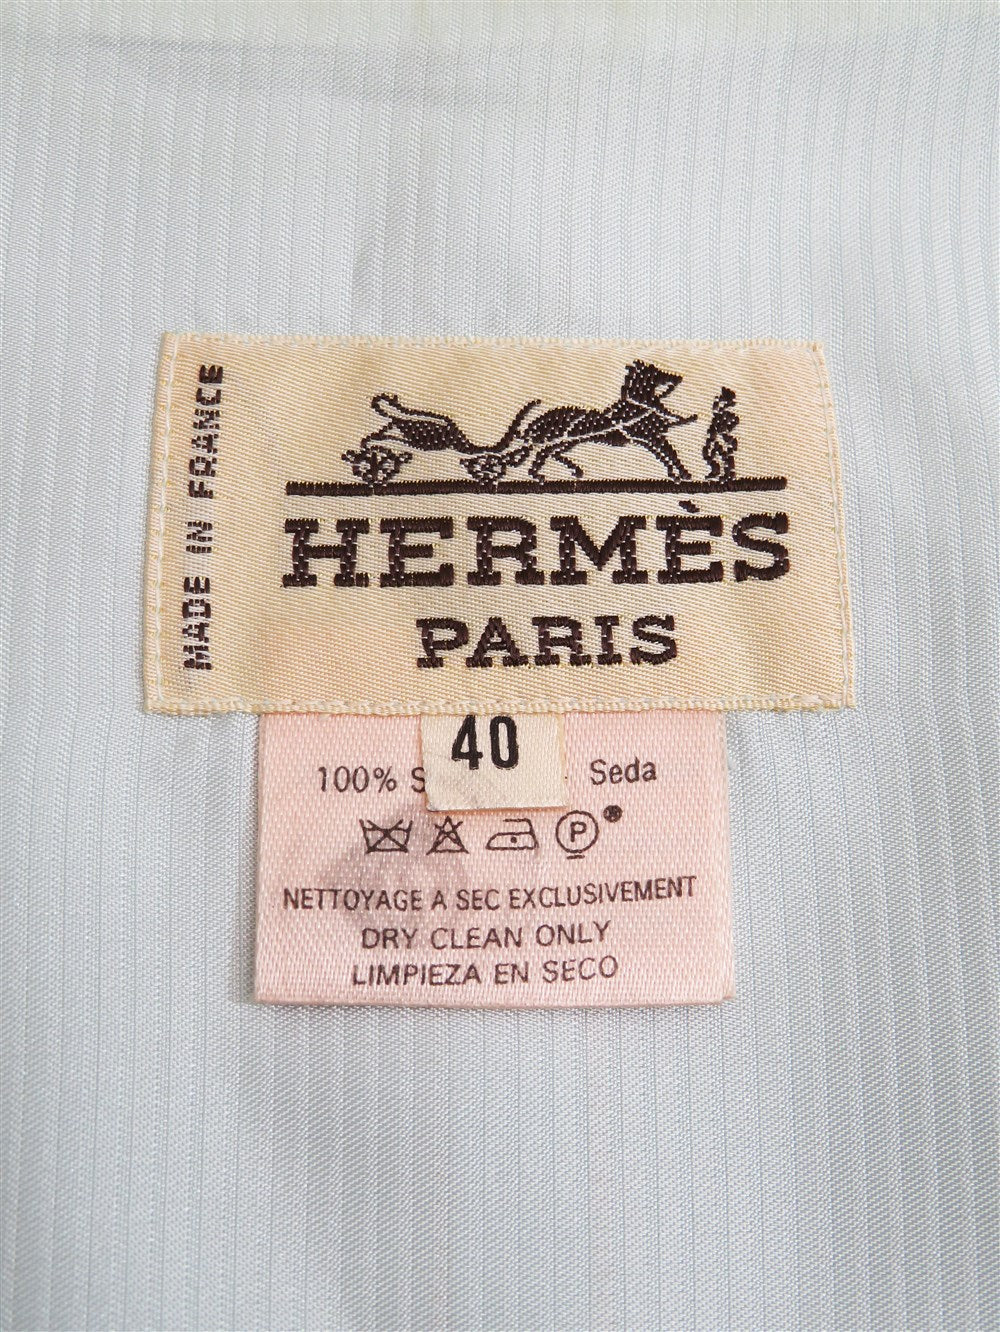 MADE IN FRANCE
HERMÈS
PARIS
40
100% S Seda
P
NETTOYAGE A SEC EXCLUSIVEMENT
DRY CLEAN ONLY
LIMPIEZA EN SECO